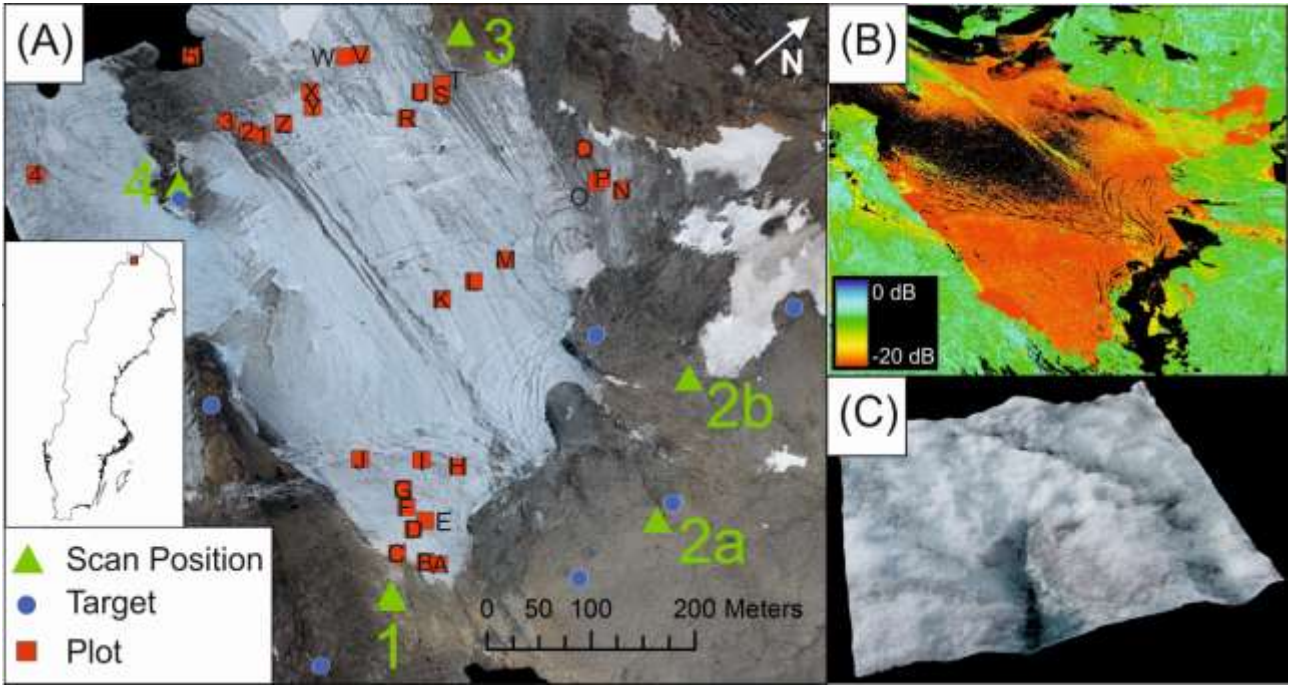 (A)
3
N
5
W V
X
Y
U S T
R
3 2 1 Z
4
4
Q
P
O N
M
L
K
2b
J I H
G
F
E
D
C
B A
2a
1
0 50 100 200 Meters
Scan Position
Target
Plot
(B)
0 dB
-20 dB
(C)